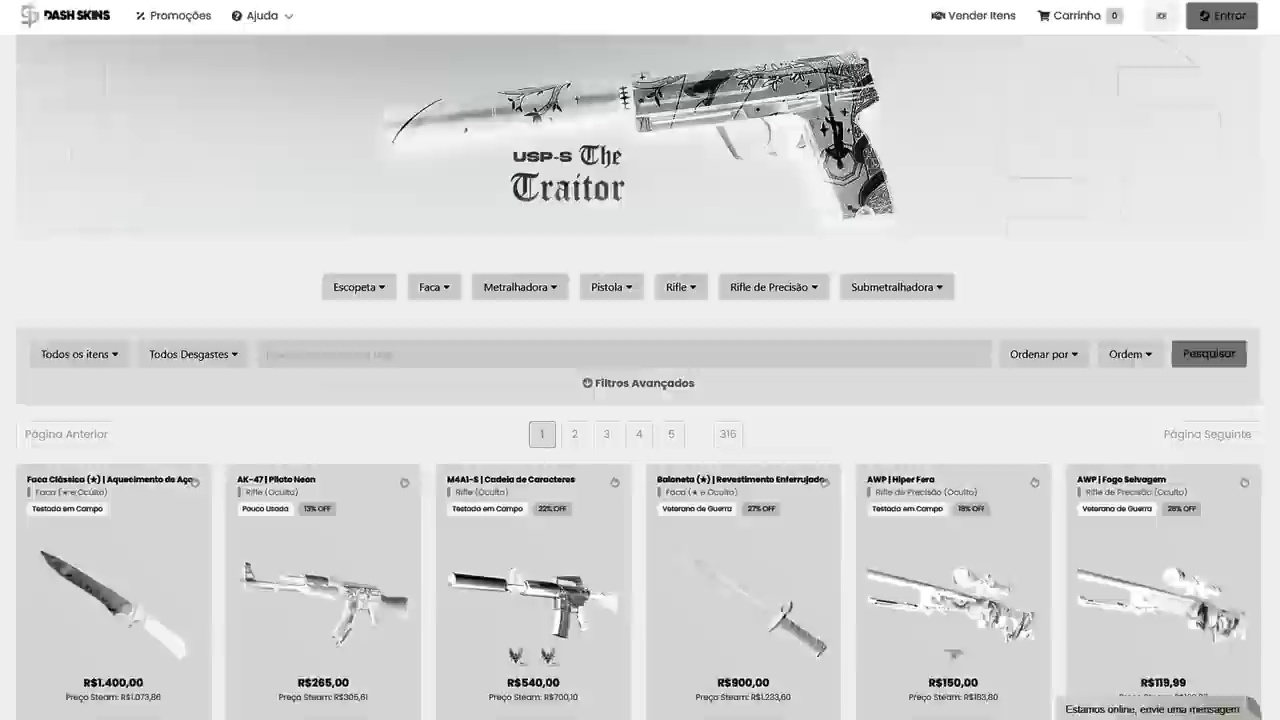 DASH SKINS
Promoções
Ajuda
Vender Itens
Carrinho 0
Entrar
USP-S The
Traitor
Escopeta
Faca
Metralhadora
Pistola
Rifle
Rifle de Precisão
Submetralhadora
Todos os itens
Todos Desgastes
Ordenar por
Ordem
Pesquisar
Filtros Avançados
Página Anterior
1 2 3 4 5 316
Página Seguinte
Faca Clássica (★) | Aquecimento de Aço
Faca (★ e Oculto)
Testada em Campo
R$1.400,00
Preço Steam: R$1.073,86
AK-47 | Piloto Neon
Rifle (Oculto)
Pouco Usada 13% OFF
R$265,00
Preço Steam: R$305,61
M4A1-S | Cadeia de Caracteres
Rifle (Oculto)
Testada em Campo 22% OFF
R$540,00
Preço Steam: R$700,10
Baioneta (★) | Revestimento Enferrujado
Faca (★ e Oculto)
Veterana de Guerra 27% OFF
R$900,00
Preço Steam: R$1.233,60
AWP | Hiper Fera
Rifle de Precisão (Oculto)
Testada em Campo 18% OFF
R$150,00
Preço Steam: R$183,80
AWP | Fogo Selvagem
Rifle de Precisão (Oculto)
Veterana de Guerra 28% OFF
R$119,99
Estamos online, envie uma mensagem